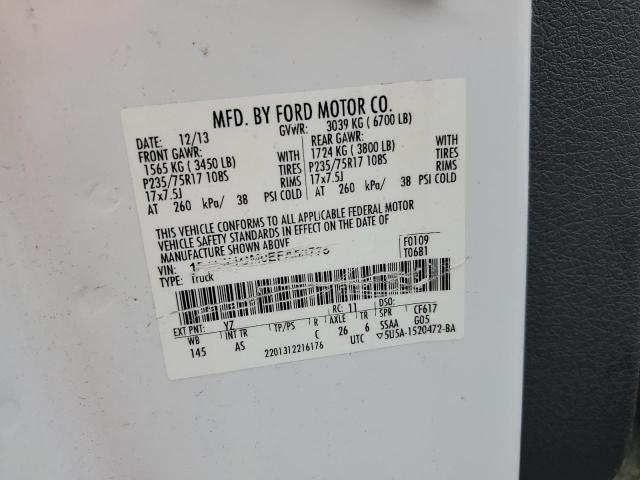 MFD. BY FORD MOTOR CO.
DATE: 12/13 GVWR: 3039 KG ( 6700 LB)
FRONT GAWR: REAR GAWR:
1565 KG ( 3450 LB) WITH 1724 KG ( 3800 LB) WITH
P235/75R17 108S TIRES P235/75R17 108S TIRES
17x7.5J RIMS 17x7.5J RIMS
AT 260 kPa/ 38 PSI COLD AT 260 kPa/ 38 PSI COLD
THIS VEHICLE CONFORMS TO ALL APPLICABLE FEDERAL MOTOR
VEHICLE SAFETY STANDARDS IN EFFECT ON THE DATE OF
MANUFACTURE SHOWN ABOVE
VIN: F0109
TYPE: Truck T0681
EXT PNT: YZ RC: 11 DSO:
WB INT TR TP/PS R AXLE TR SPR CF617
145 AS C 26 6 SSAA G05
2201312216176 UTC ▽5U5A-1520472-BA